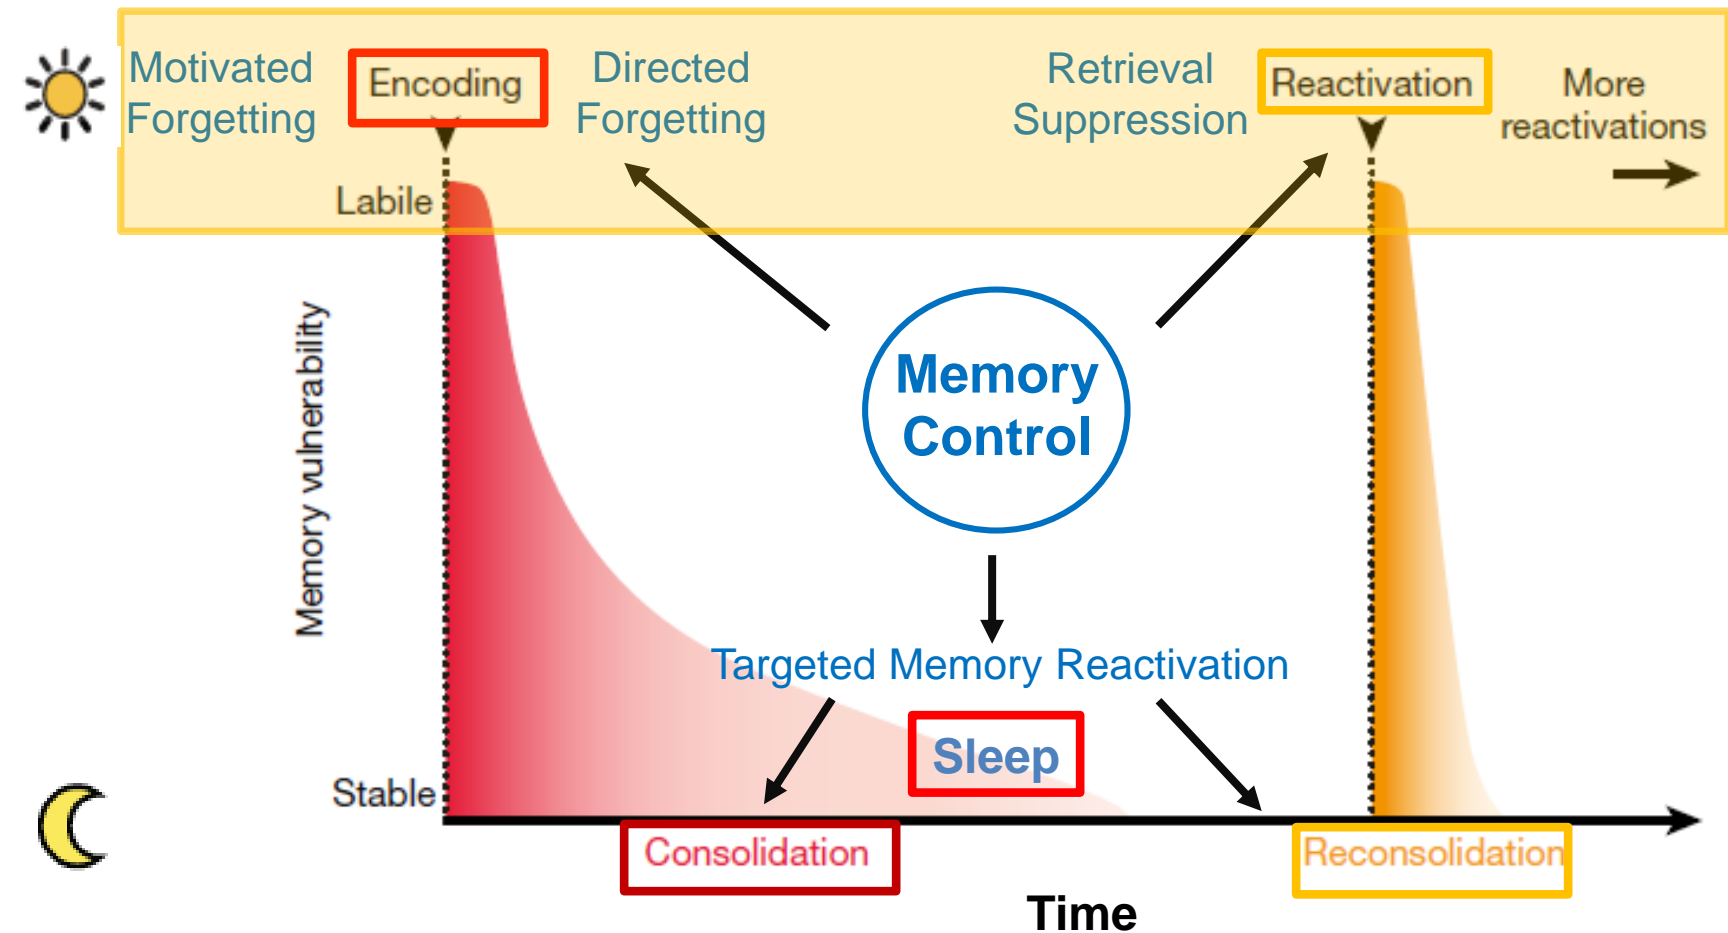 Motivated
Forgetting
Encoding
Directed
Forgetting
Retrieval
Suppression
Reactivation
More
reactivations
Labile
Memory vulnerability
Memory
Control
Targeted Memory Reactivation
Sleep
Stable
Consolidation
Reconsolidation
Time